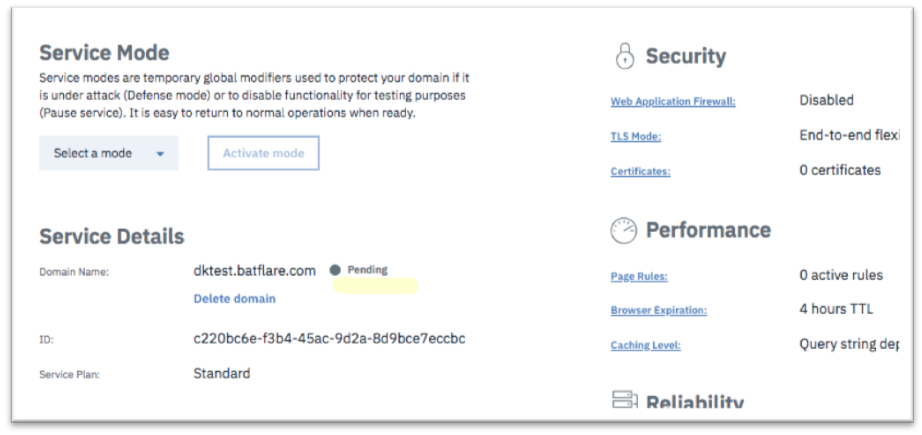 Service Mode
Service modes are temporary global modifiers used to protect your domain if it
is under attack (Defense mode) or to disable functionality for testing purposes
(Pause service). It is easy to return to normal operations when ready.
Select a mode
Activate mode
Service Details
Domain Name: dktest.batflare.com Pending
Delete domain
ID: c220bc6e-f3b4-45ac-9d2a-8d9bce7eccbc
Service Plan: Standard
Security
Web Application Firewall: Disabled
TLS Mode: End-to-end flexi
Certificates: 0 certificates
Performance
Page Rules: 0 active rules
Browser Expiration: 4 hours TTL
Caching Level: Query string dep
Reliability